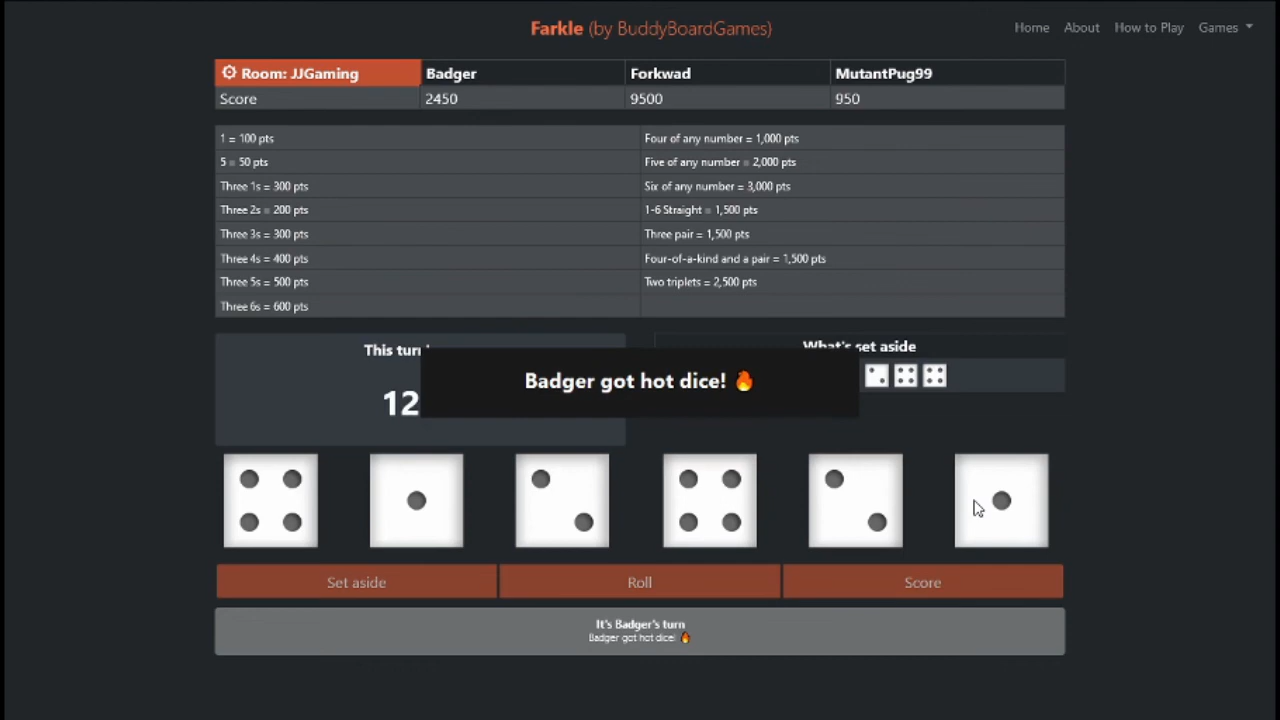 Farkle (by BuddyBoardGames)
Home About How to Play Games
Room: JJGaming Badger Forkwad MutantPug99
Score 2450 9500 950
1 = 100 pts Four of any number = 1,000 pts
5 = 50 pts Five of any number = 2,000 pts
Three 1s = 300 pts Six of any number = 3,000 pts
Three 2s = 200 pts 1-6 Straight = 1,500 pts
Three 3s = 300 pts Three pair = 1,500 pts
Three 4s = 400 pts Four-of-a-kind and a pair = 1,500 pts
Three 5s = 500 pts Two triplets = 2,500 pts
Three 6s = 600 pts
This turn What's set aside
Badger got hot dice! 🔥
12
Set aside Roll Score
It's Badger's turn
Badger got hot dice! 🔥